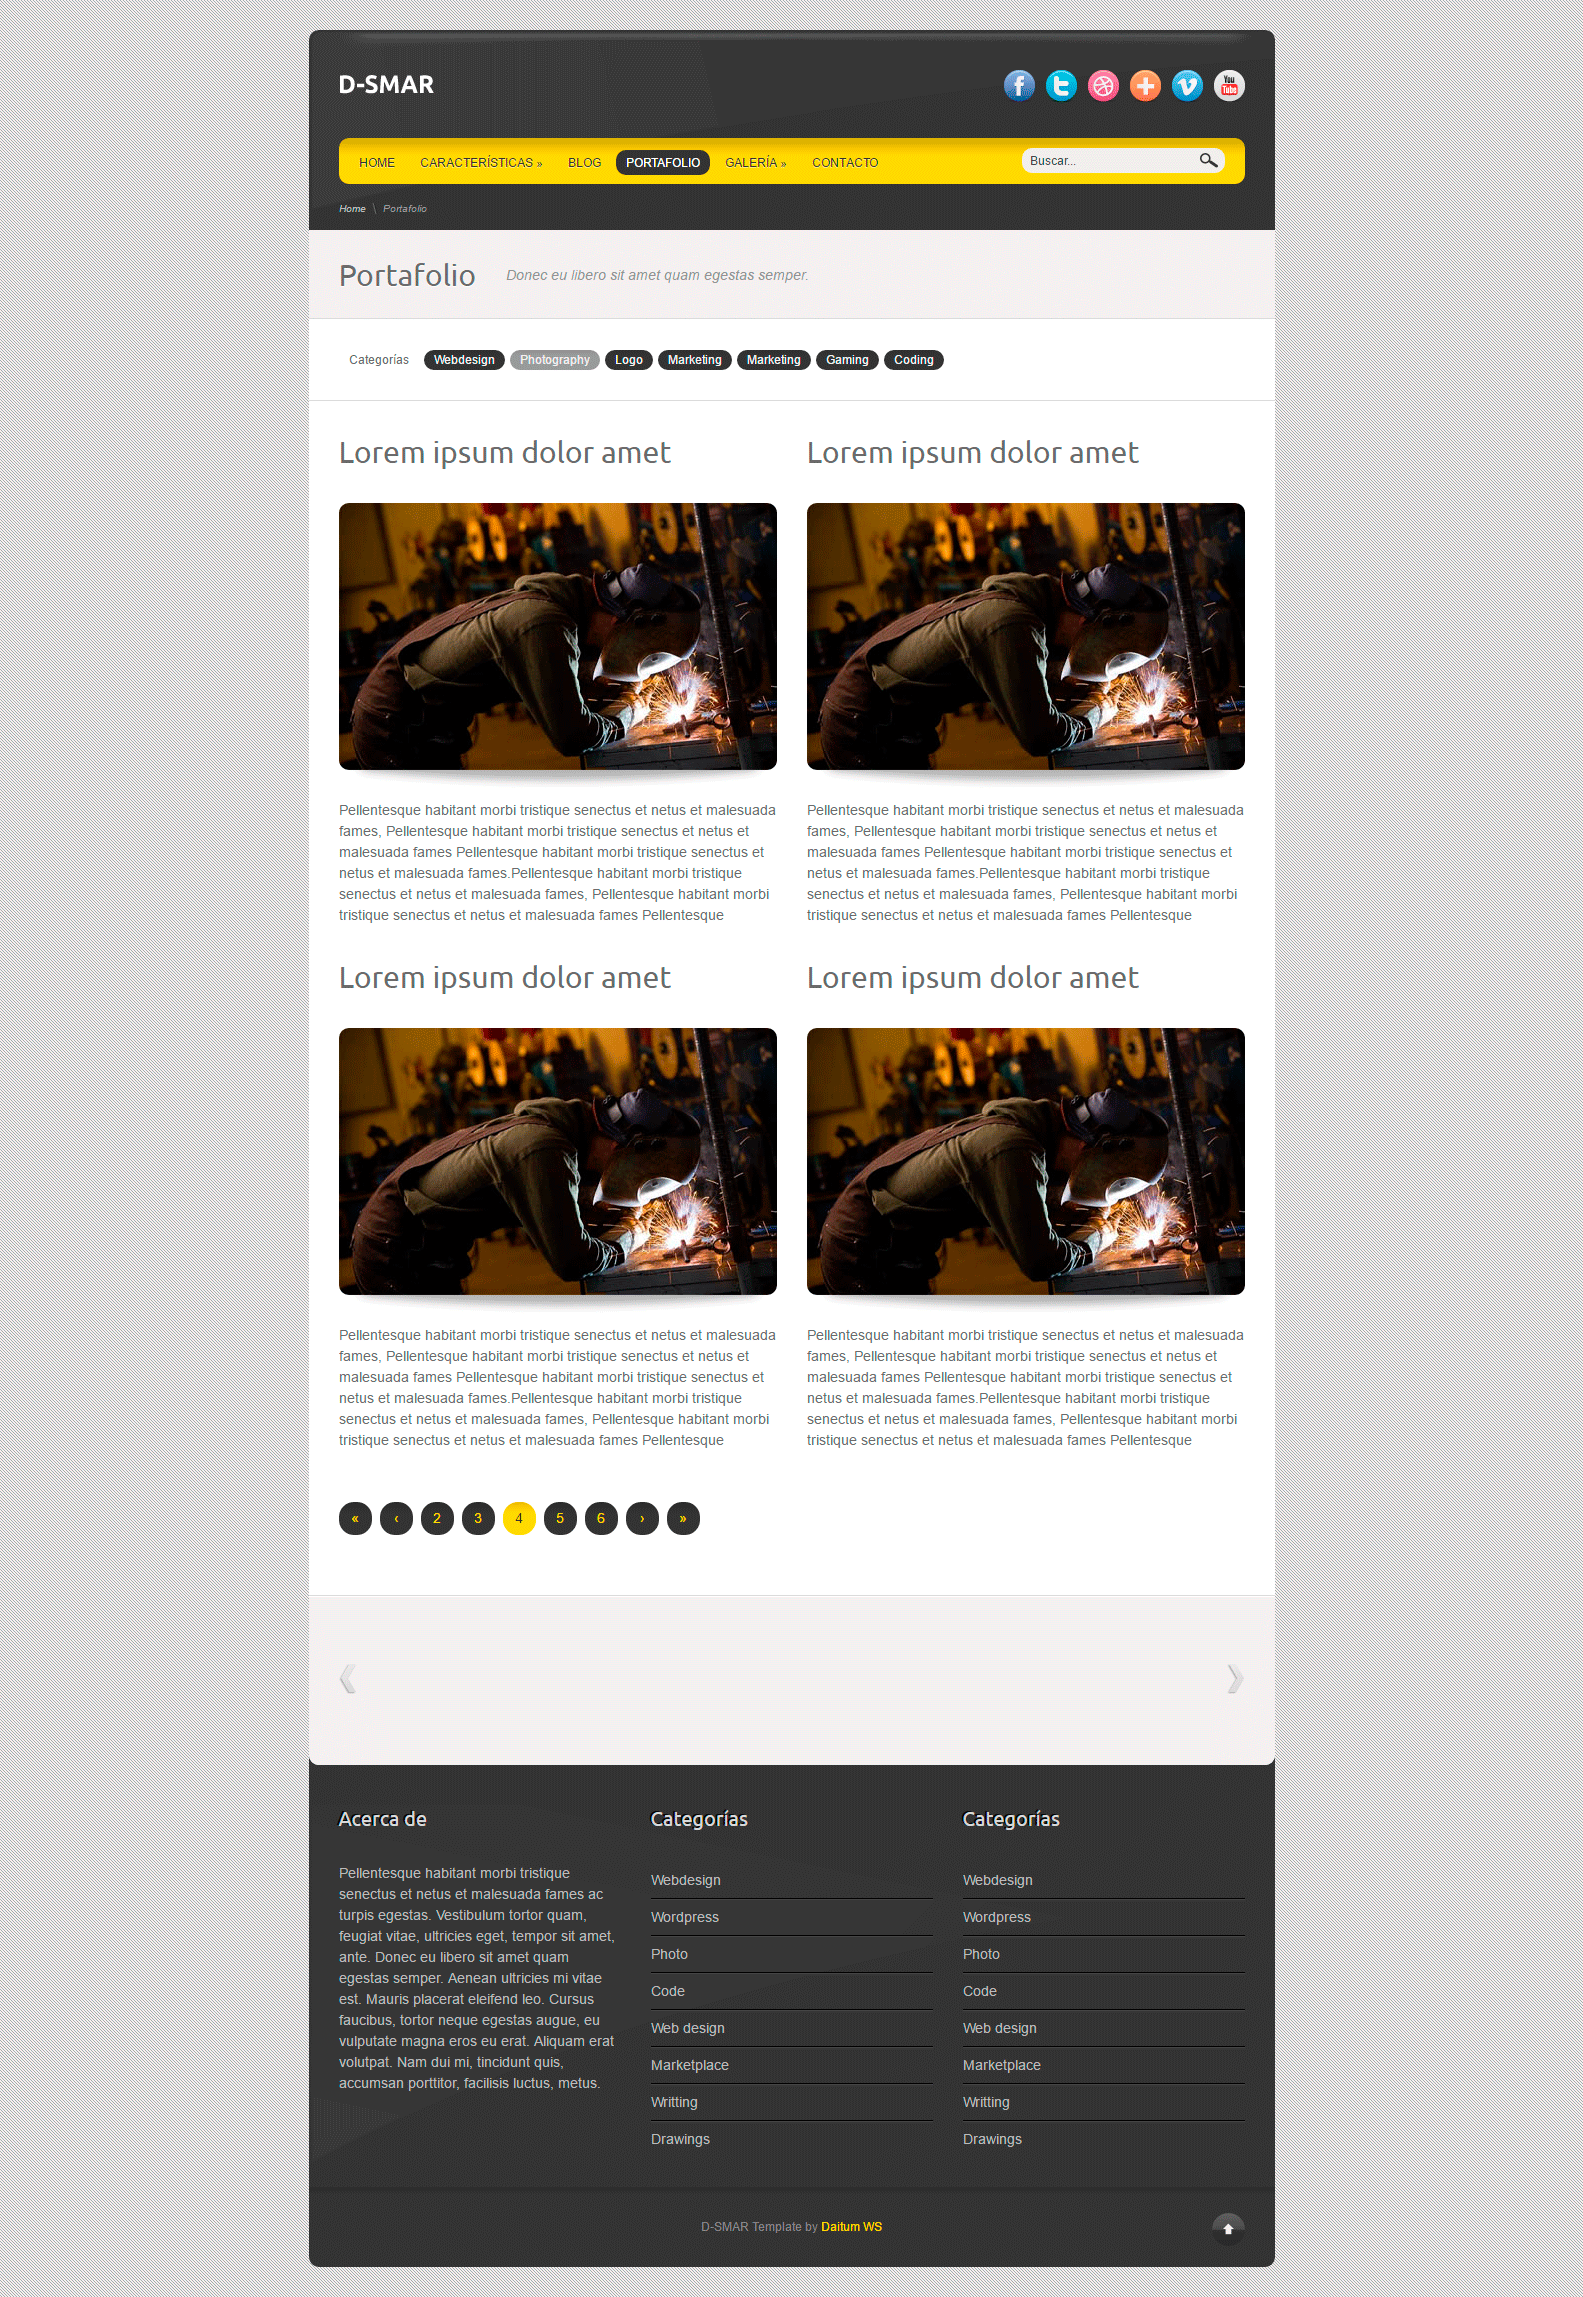 D-SMAR
You
Tube
HOME CARACTERÍSTICAS » BLOG PORTAFOLIO GALERÍA » CONTACTO Buscar...
Home \ Portafolio
Portafolio Donec eu libero sit amet quam egestas semper.
Categorías Webdesign Photography Logo Marketing Marketing Gaming Coding
Lorem ipsum dolor amet
Pellentesque habitant morbi tristique senectus et netus et malesuada
fames, Pellentesque habitant morbi tristique senectus et netus et
malesuada fames Pellentesque habitant morbi tristique senectus et
netus et malesuada fames.Pellentesque habitant morbi tristique
senectus et netus et malesuada fames, Pellentesque habitant morbi
tristique senectus et netus et malesuada fames Pellentesque
Lorem ipsum dolor amet
Pellentesque habitant morbi tristique senectus et netus et malesuada
fames, Pellentesque habitant morbi tristique senectus et netus et
malesuada fames Pellentesque habitant morbi tristique senectus et
netus et malesuada fames.Pellentesque habitant morbi tristique
senectus et netus et malesuada fames, Pellentesque habitant morbi
tristique senectus et netus et malesuada fames Pellentesque
Lorem ipsum dolor amet
Pellentesque habitant morbi tristique senectus et netus et malesuada
fames, Pellentesque habitant morbi tristique senectus et netus et
malesuada fames Pellentesque habitant morbi tristique senectus et
netus et malesuada fames.Pellentesque habitant morbi tristique
senectus et netus et malesuada fames, Pellentesque habitant morbi
tristique senectus et netus et malesuada fames Pellentesque
Lorem ipsum dolor amet
Pellentesque habitant morbi tristique senectus et netus et malesuada
fames, Pellentesque habitant morbi tristique senectus et netus et
malesuada fames Pellentesque habitant morbi tristique senectus et
netus et malesuada fames.Pellentesque habitant morbi tristique
senectus et netus et malesuada fames, Pellentesque habitant morbi
tristique senectus et netus et malesuada fames Pellentesque
« ‹ 2 3 4 5 6 › »
Acerca de
Pellentesque habitant morbi tristique
senectus et netus et malesuada fames ac
turpis egestas. Vestibulum tortor quam,
feugiat vitae, ultricies eget, tempor sit amet,
ante. Donec eu libero sit amet quam
egestas semper. Aenean ultricies mi vitae
est. Mauris placerat eleifend leo. Cursus
faucibus, tortor neque egestas augue, eu
vulputate magna eros eu erat. Aliquam erat
volutpat. Nam dui mi, tincidunt quis,
accumsan porttitor, facilisis luctus, metus.
Categorías
Webdesign
Wordpress
Photo
Code
Web design
Marketplace
Writting
Drawings
Categorías
Webdesign
Wordpress
Photo
Code
Web design
Marketplace
Writting
Drawings
D-SMAR Template by Daitum WS